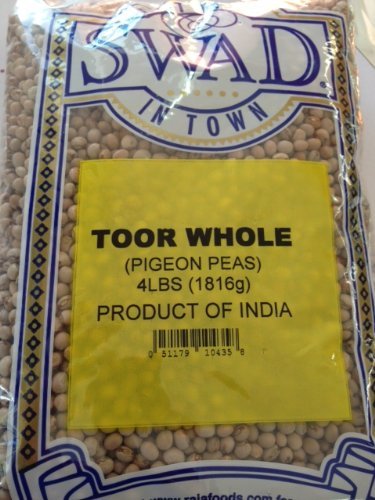 SWAD
IN TOWN
TOOR WHOLE
(PIGEON PEAS)
4LBS (1816g)
PRODUCT OF INDIA
0 51179 10435 8